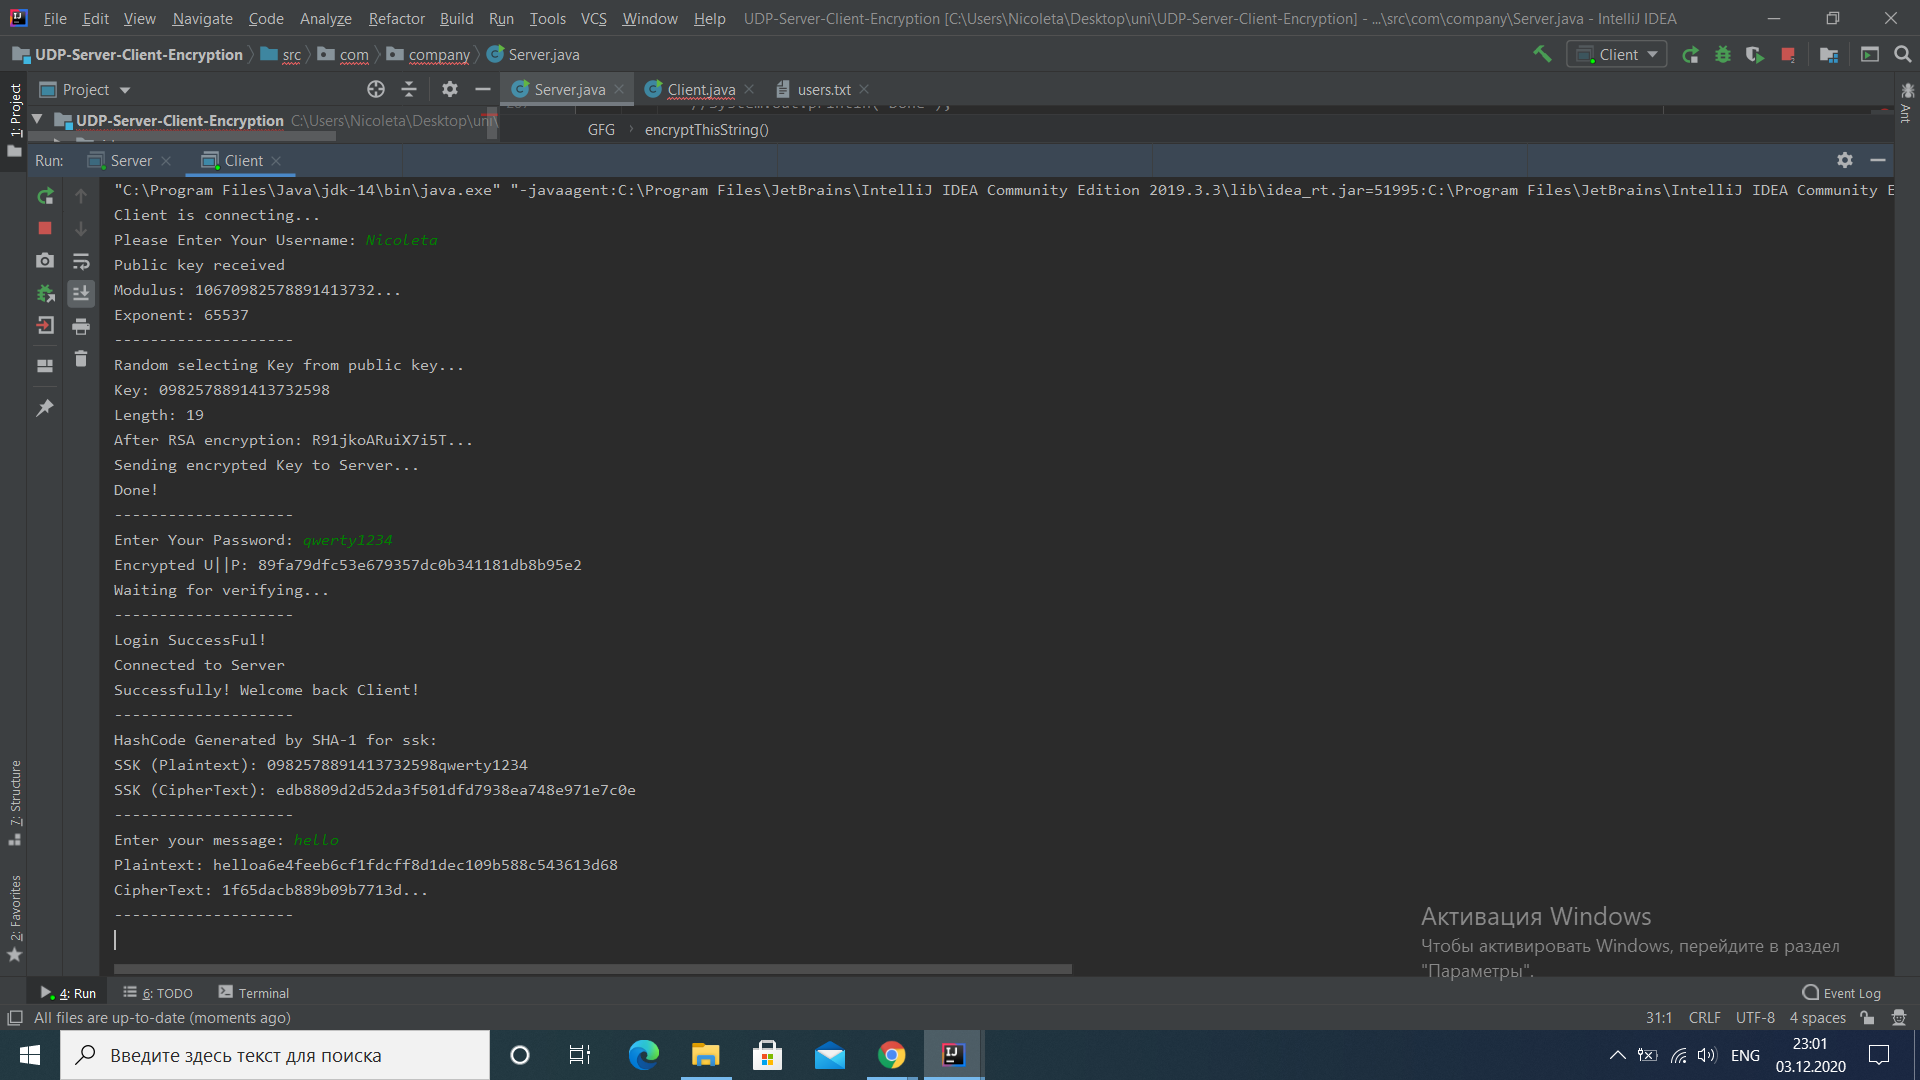 File Edit View Navigate Code Analyze Refactor Build Run Tools VCS Window Help UDP-Server-Client-Encryption [C:\Users\Nicoleta\Desktop\uni\UDP-Server-Client-Encryption] - ...\src\com\company\Server.java - IntelliJ IDEA
UDP-Server-Client-Encryption src com company Server.java Client
Project Server.java Client.java users.txt
1: Project
Ant
UDP-Server-Client-Encryption C:\Users\Nicoleta\Desktop\uni\
GFG encryptThisString()
Run: Server Client
"C:\Program Files\Java\jdk-14\bin\java.exe" "-javaagent:C:\Program Files\JetBrains\IntelliJ IDEA Community Edition 2019.3.3\lib\idea_rt.jar=51995:C:\Program Files\JetBrains\IntelliJ IDEA Community E
Client is connecting...
Please Enter Your Username: Nicoleta
Public key received
Modulus: 10670982578891413732...
Exponent: 65537
--------------------
Random selecting Key from public key...
Key: 0982578891413732598
Length: 19
After RSA encryption: R91jkoARuiX7i5T...
Sending encrypted Key to Server...
Done!
--------------------
Enter Your Password: qwerty1234
Encrypted U||P: 89fa79dfc53e679357dc0b341181db8b95e2
Waiting for verifying...
--------------------
Login SuccessFul!
Connected to Server
Successfully! Welcome back Client!
--------------------
HashCode Generated by SHA-1 for ssk:
SSK (Plaintext): 0982578891413732598qwerty1234
SSK (CipherText): edb8809d2d52da3f501dfd7938ea748e971e7c0e
--------------------
Enter your message: hello
Plaintext: helloa6e4feeb6cf1fdcff8d1dec109b588c543613d68
CipherText: 1f65dacb889b09b7713d...
--------------------
7: Structure
2: Favorites
Активация Windows
Чтобы активировать Windows, перейдите в раздел
"Параметры".
4: Run 6: TODO Terminal Event Log
All files are up-to-date (moments ago) 31:1 CRLF UTF-8 4 spaces
Введите здесь текст для поиска ENG 23:01
03.12.2020